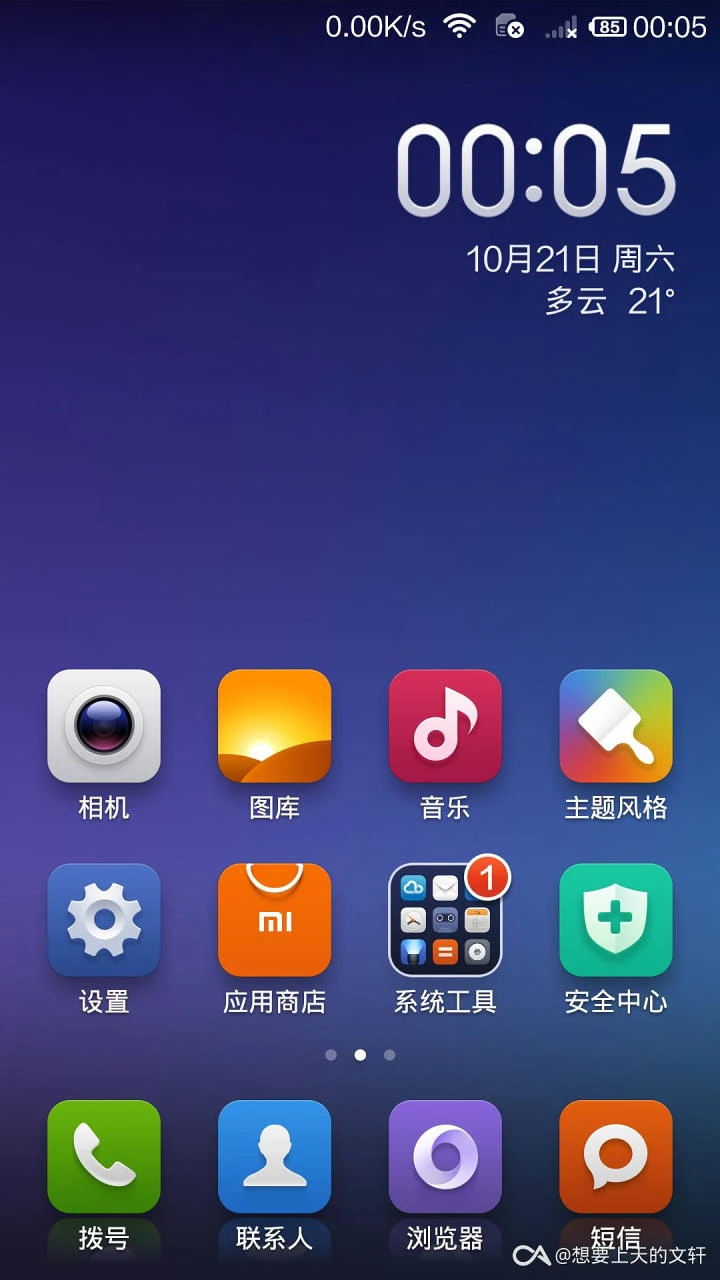 0.00K/s 85 00:05
00:05
10月21日 周六
多云 21°
相机 图库 音乐 主题风格
mı
1
设置 应用商店 系统工具 安全中心
拨号 联系人 浏览器 短信
@想要上天的文轩